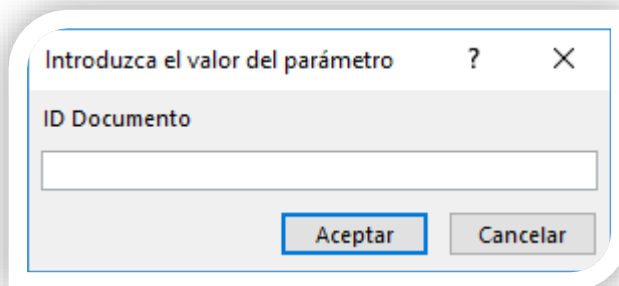 Introduzca el valor del parámetro ?
ID Documento
Aceptar Cancelar